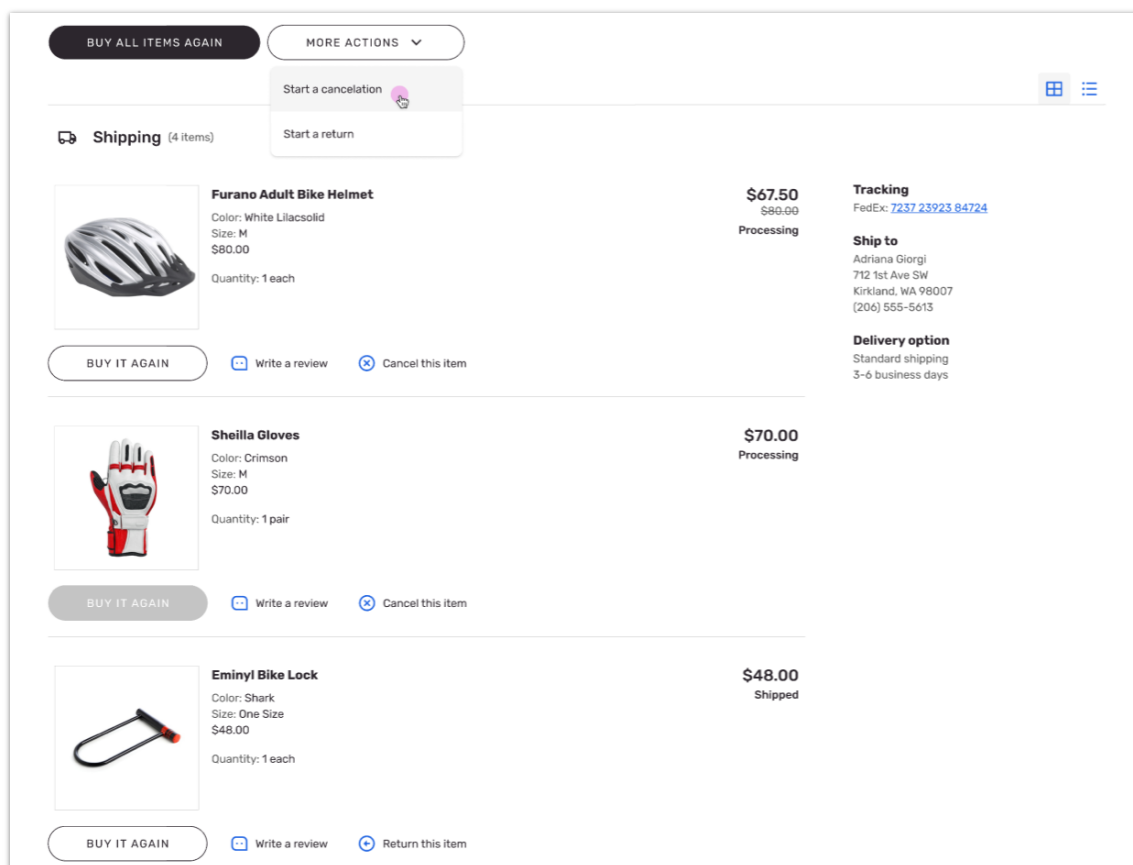 BUY ALL ITEMS AGAIN
MORE ACTIONS
Start a cancelation
Start a return
Shipping (4 items)
Furano Adult Bike Helmet
Color: White Lilacsolid
Size: M
$80.00
Quantity: 1 each
$67.50
$80.00
Processing
BUY IT AGAIN
Write a review
Cancel this item
Sheilla Gloves
Color: Crimson
Size: M
$70.00
Quantity: 1 pair
$70.00
Processing
BUY IT AGAIN
Write a review
Cancel this item
Eminyl Bike Lock
Color: Shark
Size: One Size
$48.00
Quantity: 1 each
$48.00
Shipped
BUY IT AGAIN
Write a review
Return this item
Tracking
FedEx: 7237 23923 84724
Ship to
Adriana Giorgi
712 1st Ave SW
Kirkland, WA 98007
(206) 555-5613
Delivery option
Standard shipping
3-6 business days